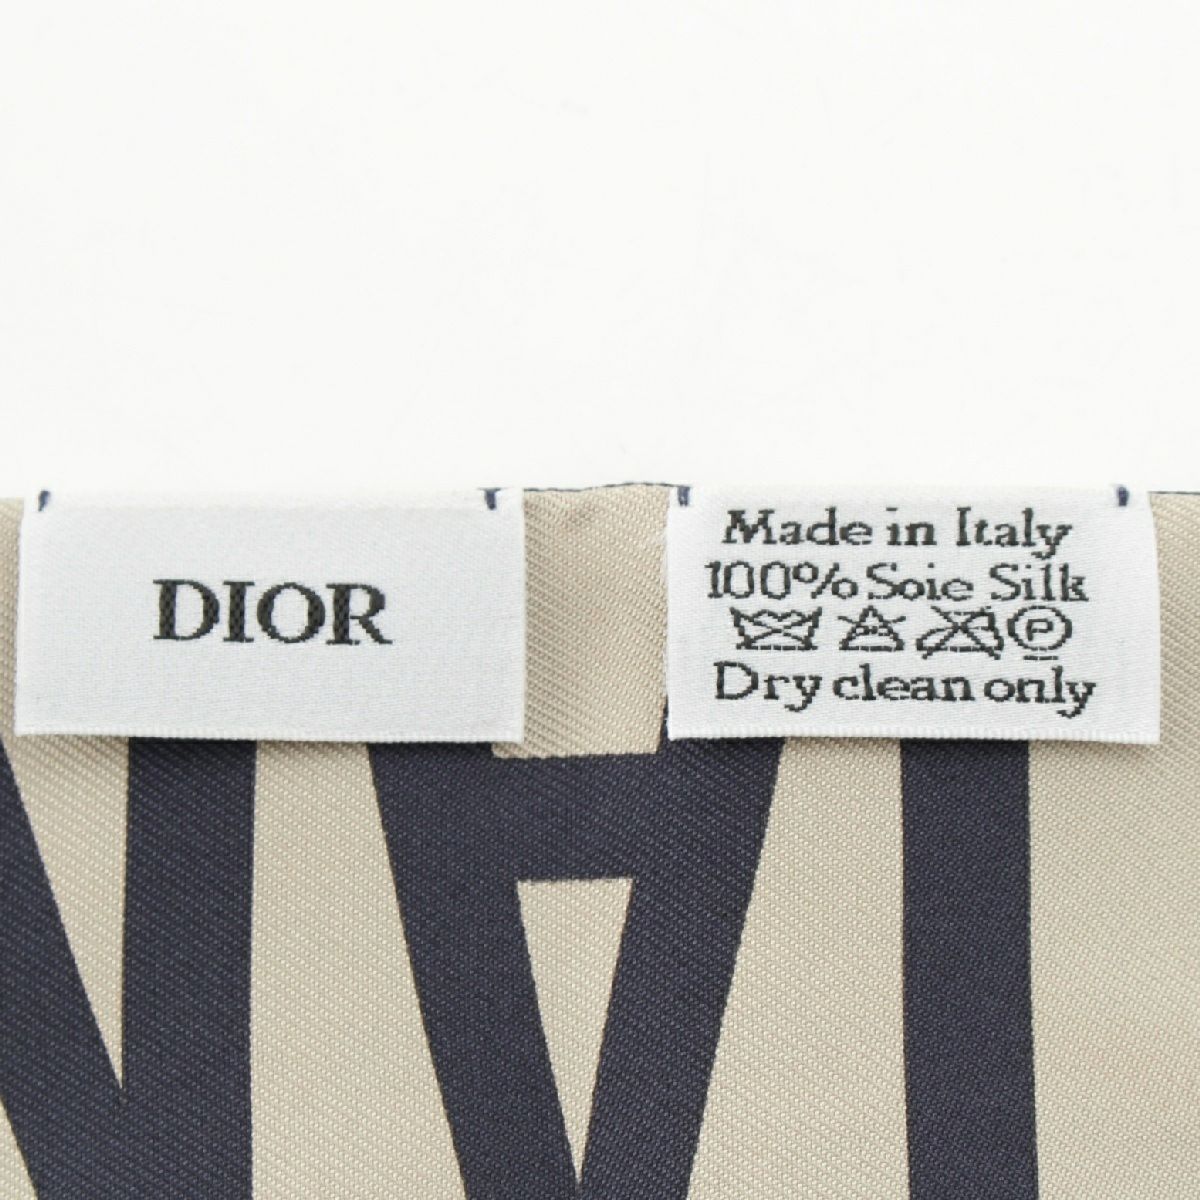 DIOR
Made in Italy
100% Soie Silk
P
Dry clean only